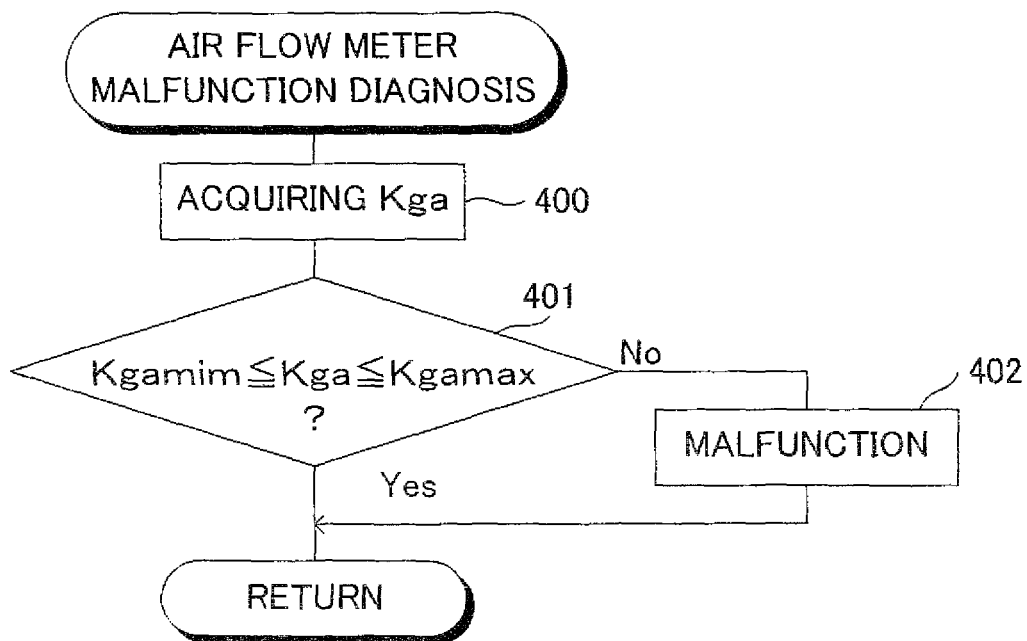 AIR FLOW METER
MALFUNCTION DIAGNOSIS
ACQUIRING Kga
400
401
Kgamim≦Kga≦Kgamax
?
No
402
MALFUNCTION
Yes
RETURN